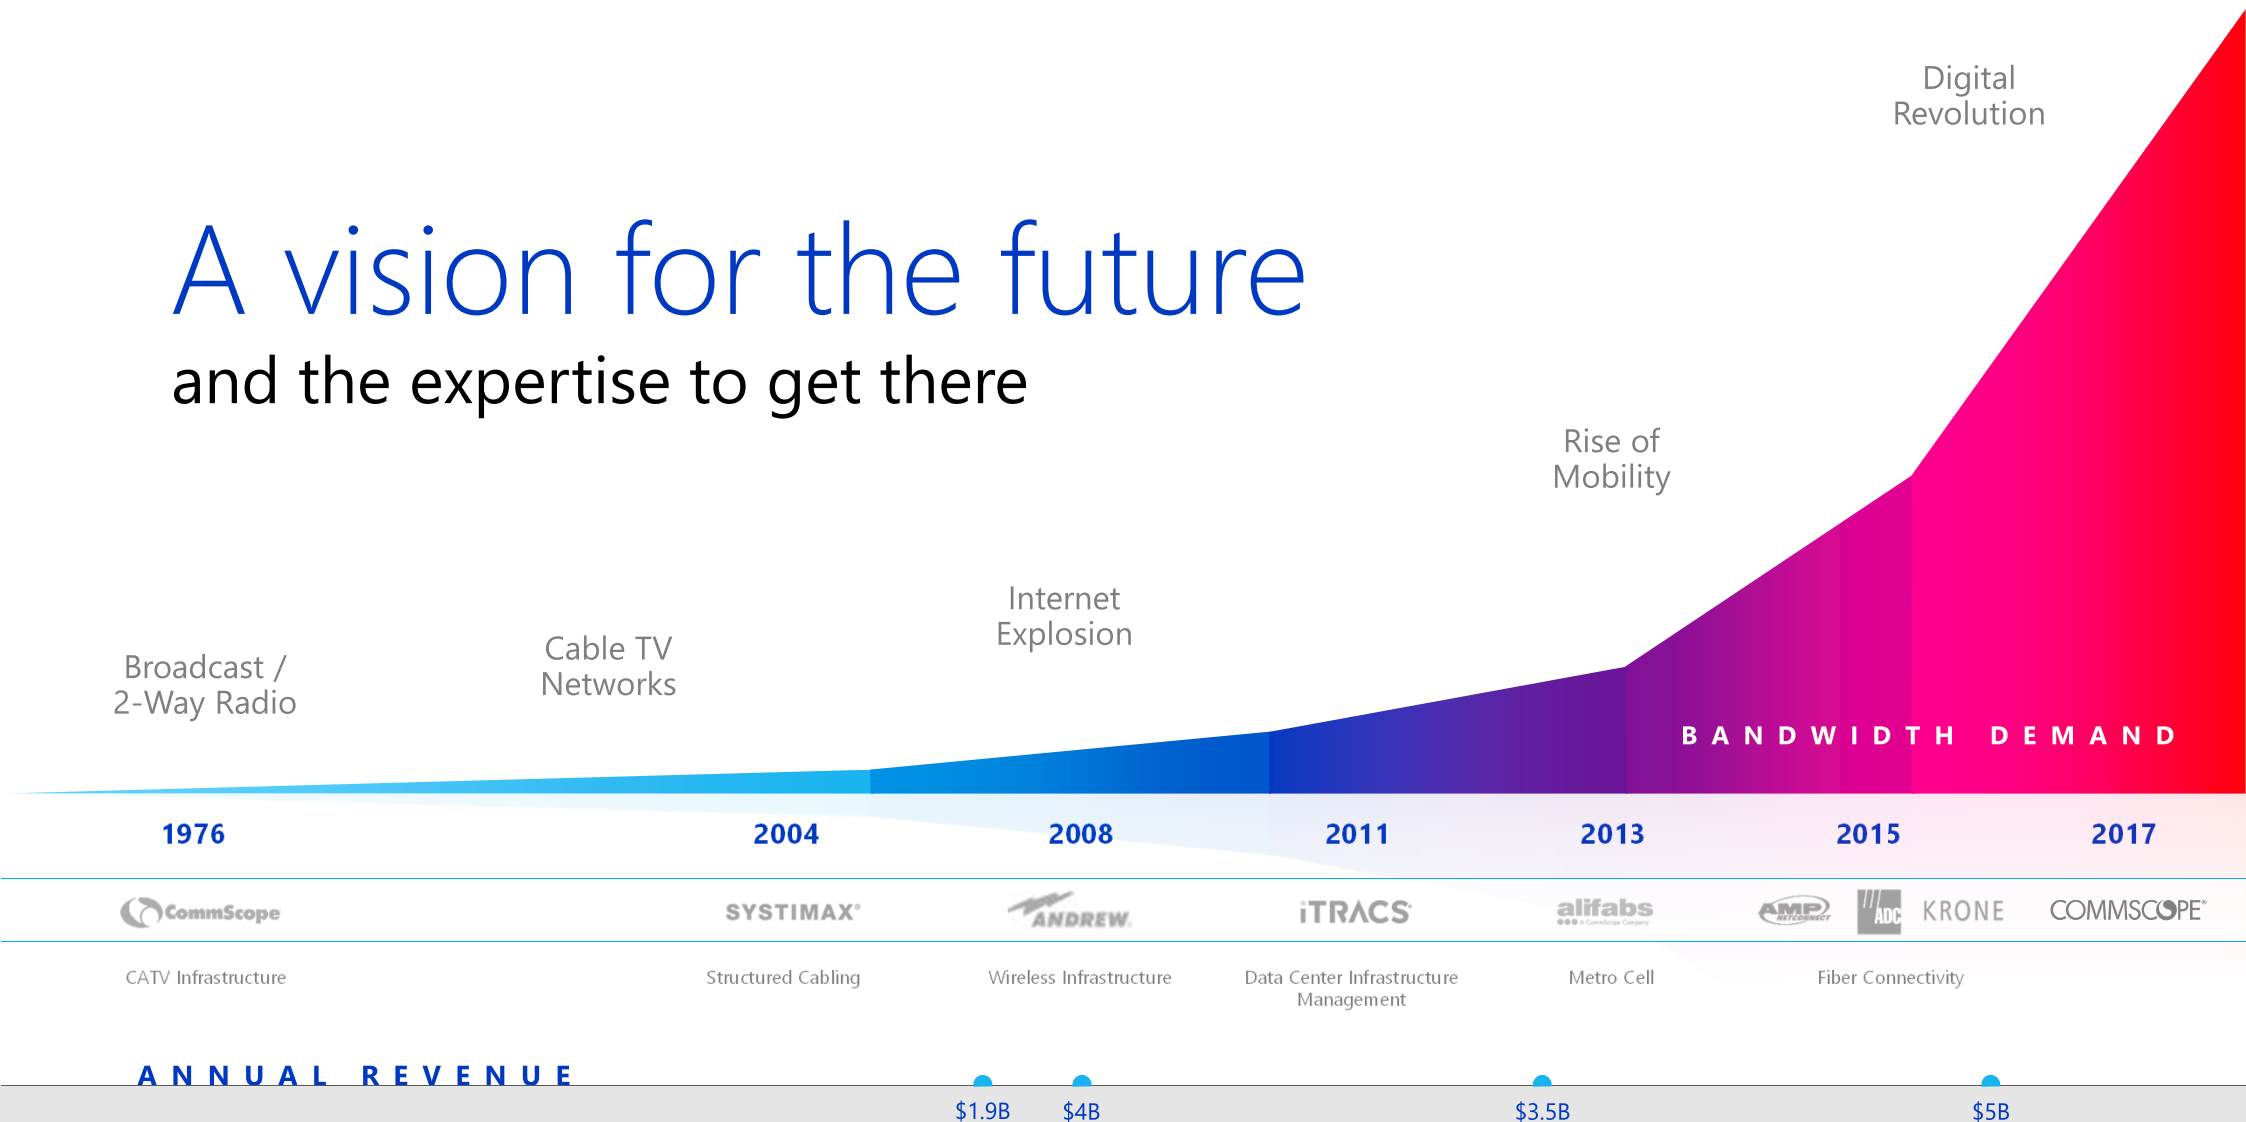 Digital
Revolution
A vision for the future
and the expertise to get there
Rise of
Mobility
Internet
Explosion
Cable TV
Networks
Broadcast /
2-Way Radio
BANDWIDTH DEMAND
1976 2004 2008 2011 2013 2015 2017
CommScope SYSTIMAX® ANDREW. iTRACS alifabs A CommScope Company AMP NETCONNECT ADC KRONE COMMSCOPE®
CATV Infrastructure Structured Cabling Wireless Infrastructure Data Center Infrastructure Metro Cell Fiber Connectivity
Management
ANNUAL REVENUE
$1.9B $4B $3.5B $5B